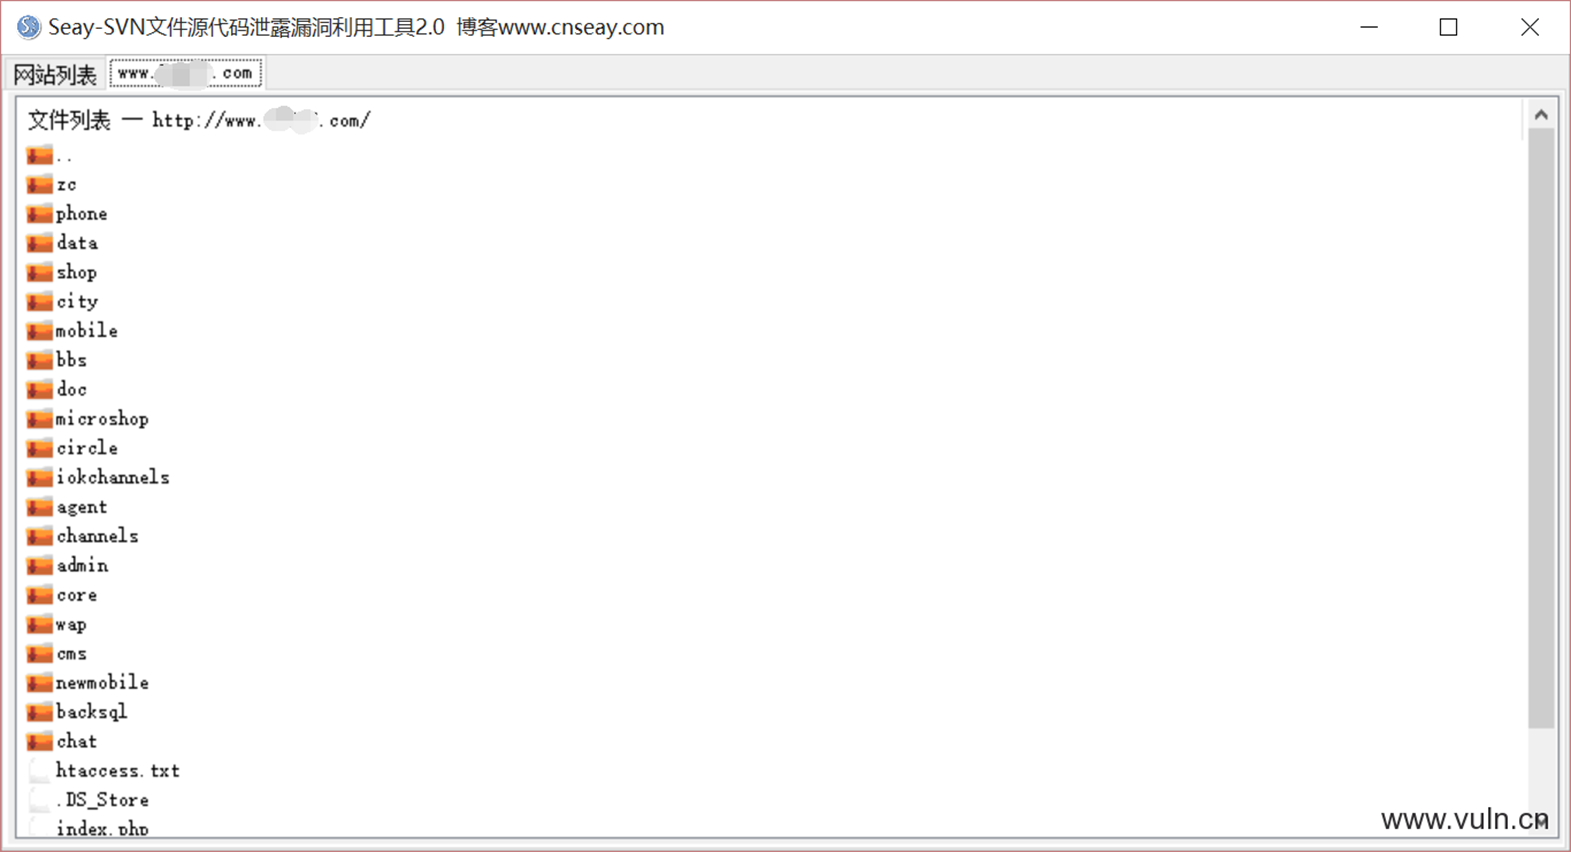 Seay-SVN文件源代码泄露漏洞利用工具2.0 博客www.cnseay.com
网站列表 www. .com
文件列表 — http://www. .com/
..
zc
phone
data
shop
city
mobile
bbs
doc
microshop
circle
iokchannels
agent
channels
admin
core
wap
cms
newmobile
backsql
chat
htaccess.txt
.DS_Store
index.php
www.vuln.cn